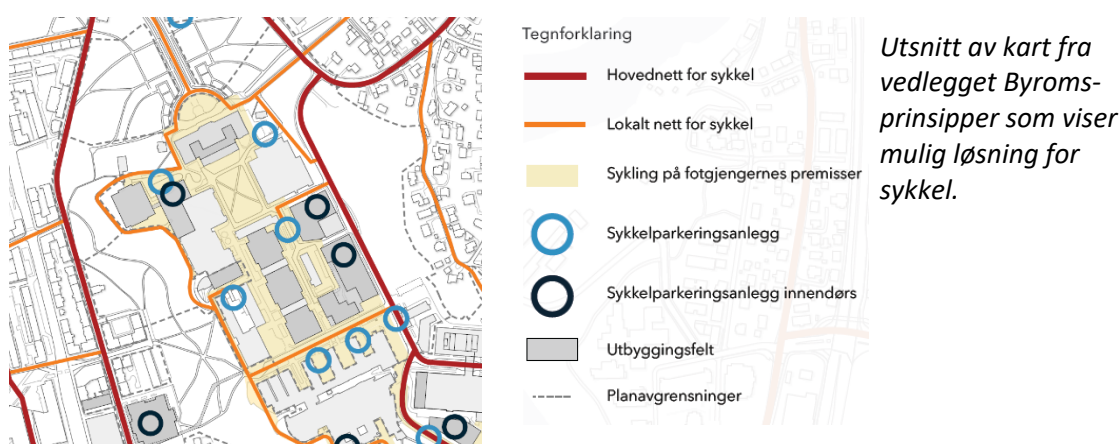 Tegnforklaring
Hovednett for sykkel
Lokalt nett for sykkel
Sykling på fotgjengernes premisser
Sykkelparkeringsanlegg
Sykkelparkeringsanlegg innendørs
Utbyggingsfelt
Planavgrensninger
Utsnitt av kart fra
vedlegget Byroms-
prinsipper som viser
mulig løsning for
sykkel.